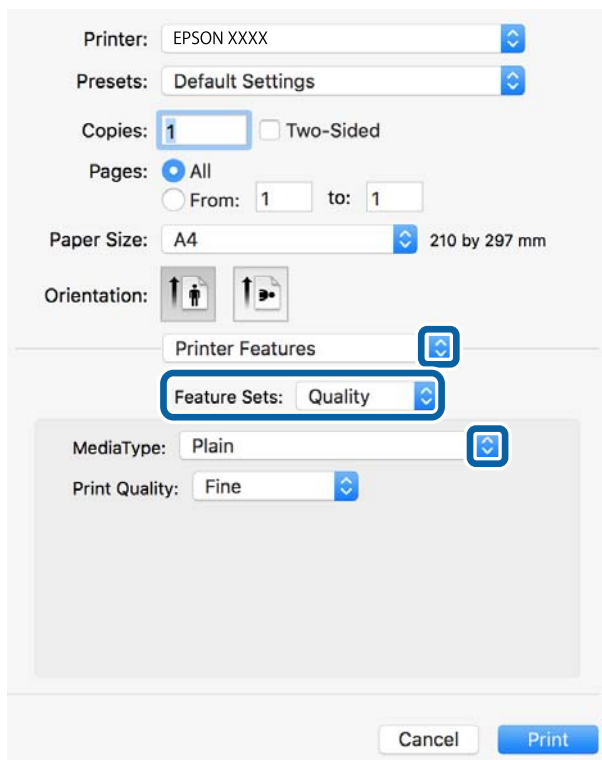 Printer: EPSON XXXX
Presets: Default Settings
Copies: 1 Two-Sided
Pages: All
From: 1 to: 1
Paper Size: A4 210 by 297 mm
Orientation:
Printer Features
Feature Sets: Quality
MediaType: Plain
Print Quality: Fine
Cancel Print